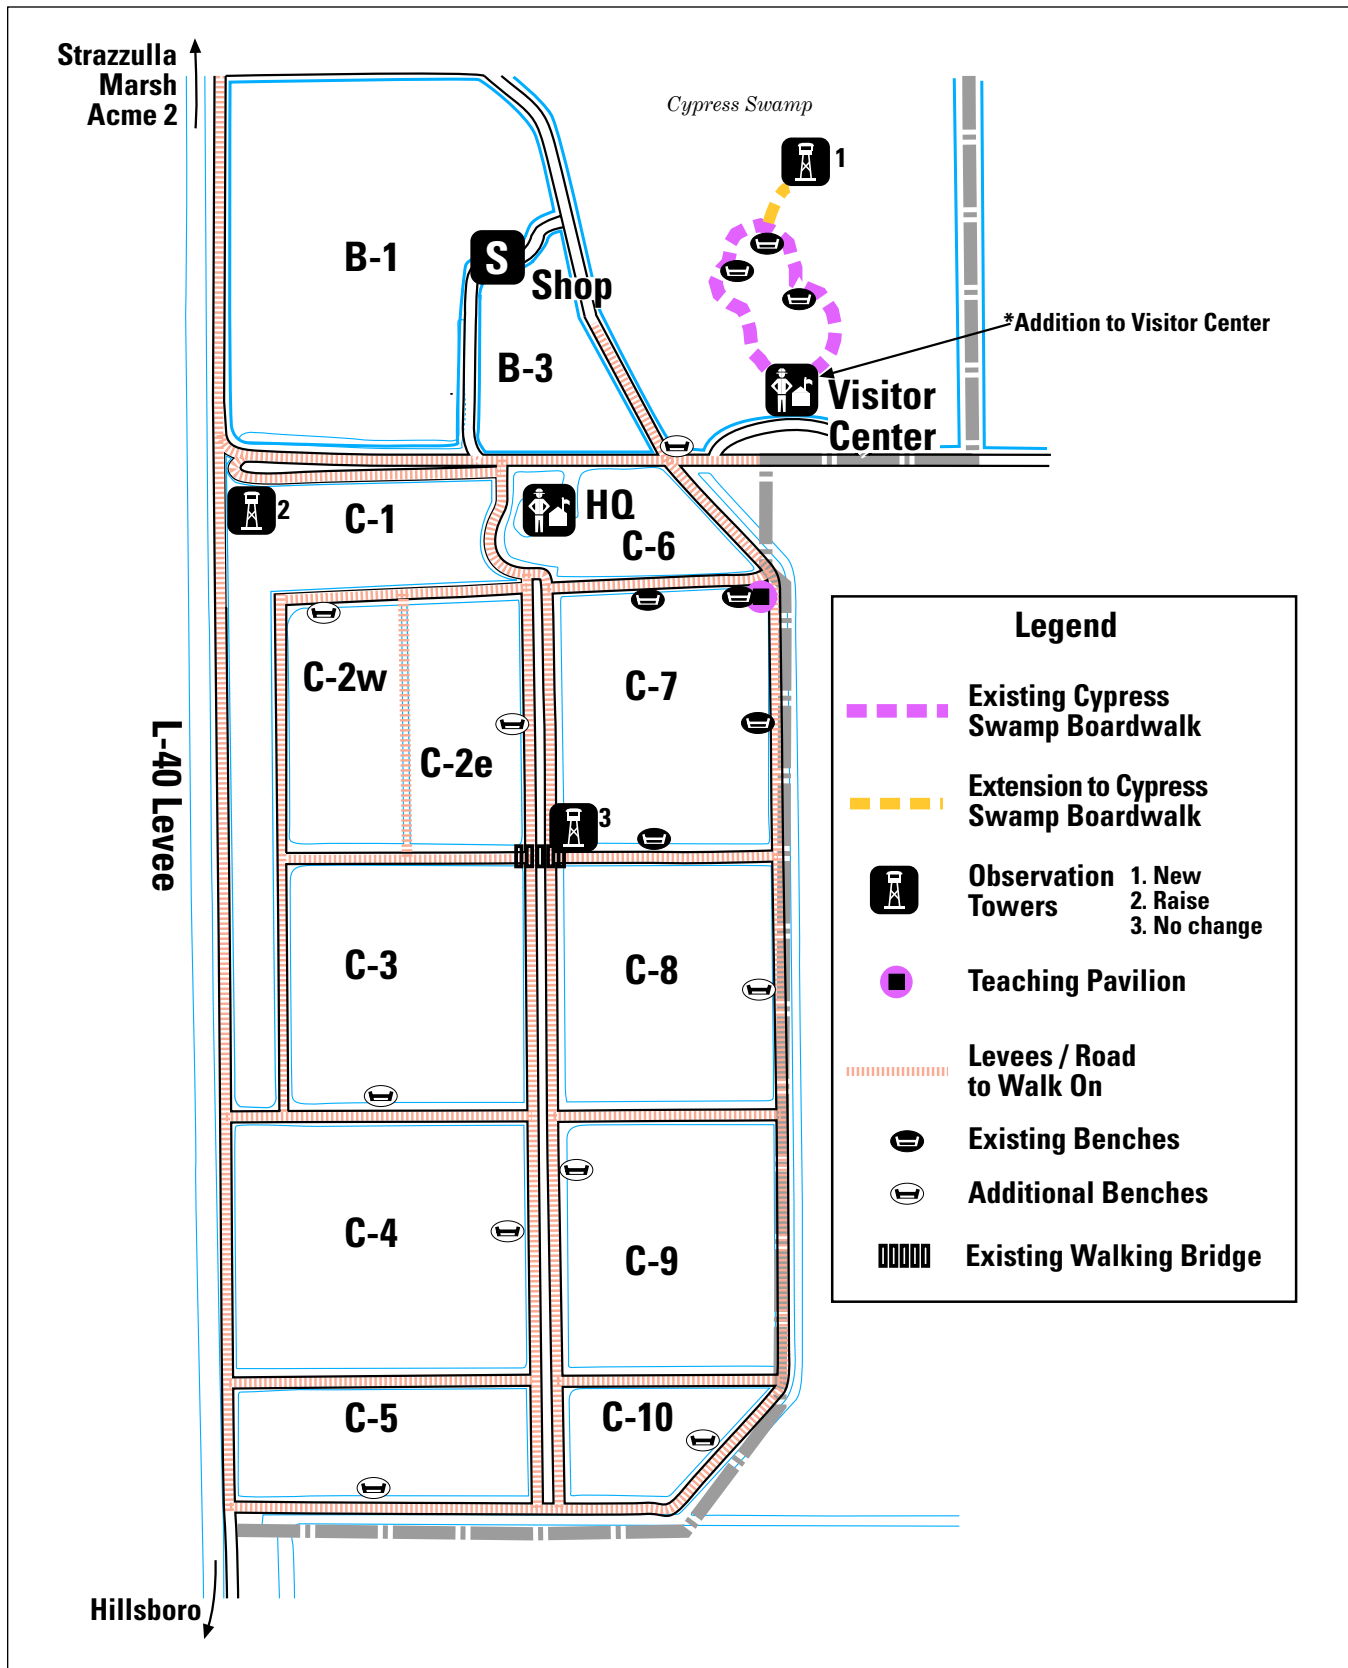 Strazzulla
Marsh
Acme 2
Cypress Swamp
1
B-1
S
Shop
*Addition to Visitor Center
B-3
Visitor
Center
2
C-1
HQ
C-6
C-2w
C-7
L-40 Levee
C-2e
3
C-3
C-8
C-4
C-9
C-5
C-10
Hillsboro
Legend
Existing Cypress
Swamp Boardwalk
Extension to Cypress
Swamp Boardwalk
Observation
Towers
1. New
2. Raise
3. No change
Teaching Pavilion
Levees / Road
to Walk On
Existing Benches
Additional Benches
Existing Walking Bridge